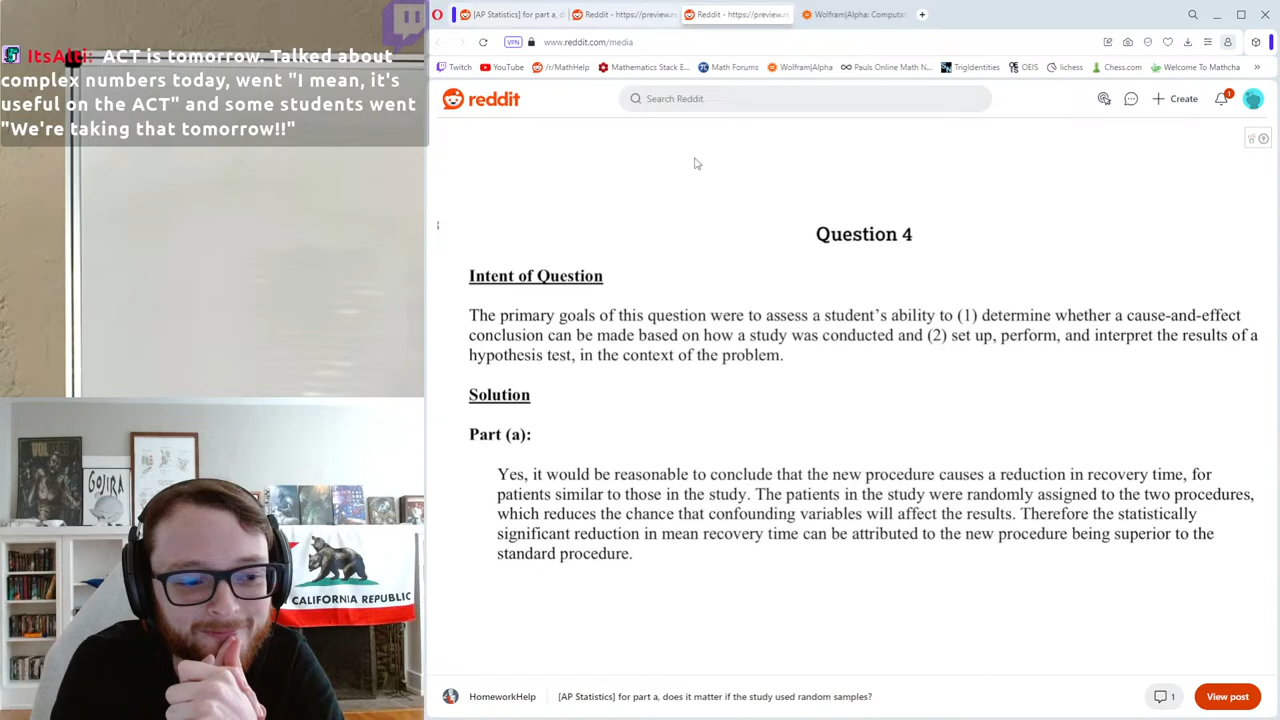 ItsAlti: ACT is tomorrow. Talked about
complex numbers today, went "I mean, it's
useful on the ACT" and some students went
"We're taking that tomorrow!!"
[AP Statistics] for part a, d
Reddit - https://preview.re
Reddit - https://preview.re
Wolfram|Alpha: Computat
VPN
www.reddit.com/media
Twitch
YouTube
/r/MathHelp
Mathematics Stack E...
Math Forums
Wolfram|Alpha
Pauls Online Math N...
TrigIdentities
OEIS
lichess
Chess.com
Welcome To Mathcha
»
reddit
Search Reddit
Create
1
Question 4
Intent of Question
The primary goals of this question were to assess a student's ability to (1) determine whether a cause-and-effect
conclusion can be made based on how a study was conducted and (2) set up, perform, and interpret the results of a
hypothesis test, in the context of the problem.
Solution
Part (a):
Yes, it would be reasonable to conclude that the new procedure causes a reduction in recovery time, for
patients similar to those in the study. The patients in the study were randomly assigned to the two procedures,
which reduces the chance that confounding variables will affect the results. Therefore the statistically
significant reduction in mean recovery time can be attributed to the new procedure being superior to the
standard procedure.
GOJIRA
CALIFORNIA REPUBLIC
HomeworkHelp
[AP Statistics] for part a, does it matter if the study used random samples?
1
View post